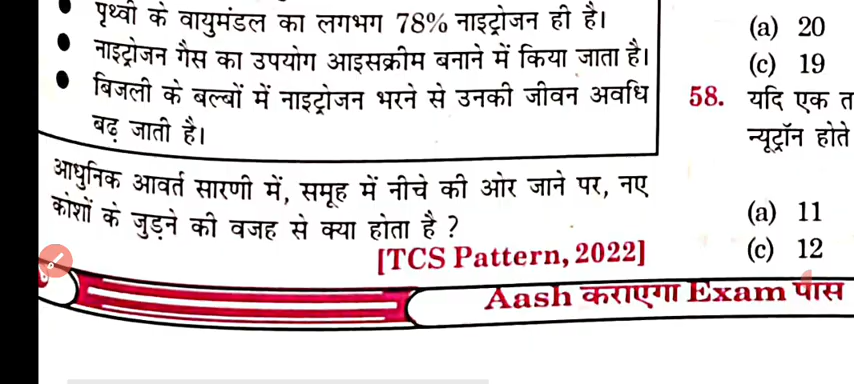 पृथ्वी के वायुमंडल का लगभग 78% नाइट्रोजन ही है।
नाइट्रोजन गैस का उपयोग आइसक्रीम बनाने में किया जाता है।
बिजली के बल्बों में नाइट्रोजन भरने से उनकी जीवन अवधि
बढ़ जाती है।
आधुनिक आवर्त सारणी में, समूह में नीचे की ओर जाने पर, नए
कोशों के जुड़ने की वजह से क्या होता है ?
[TCS Pattern, 2022]
(a) 20
(c) 19
58. यदि एक त
न्यूट्रॉन होते
(a) 11
(c) 12
Aash कराएगा Exam पास